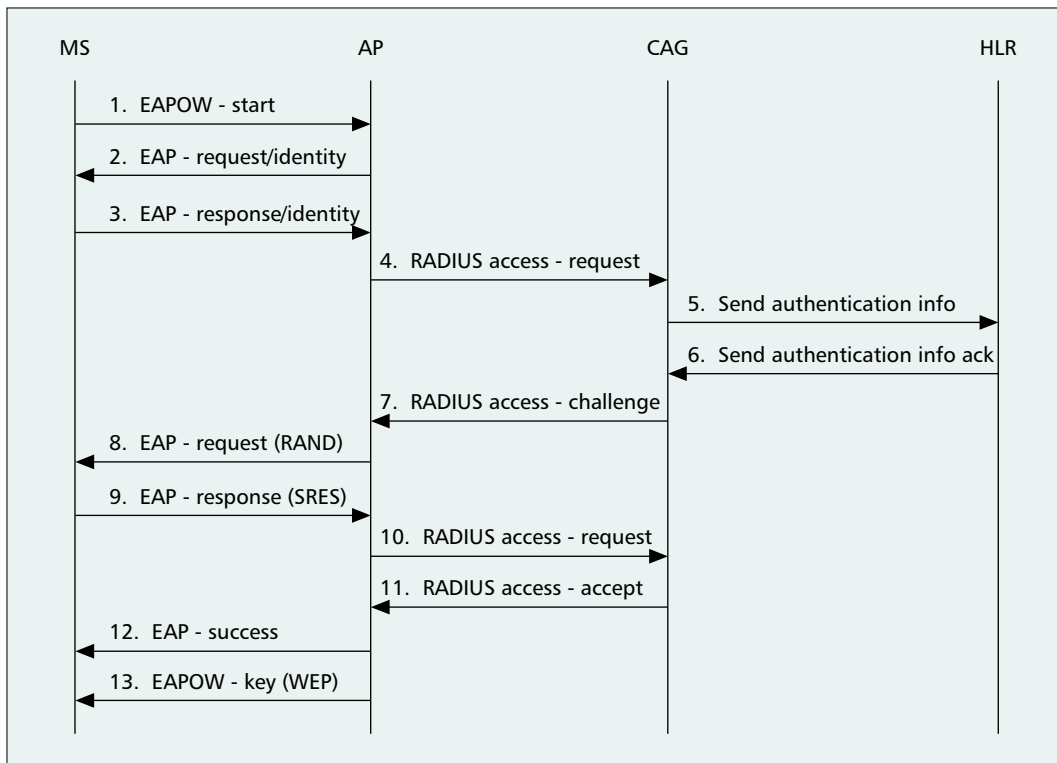 MS AP CAG HLR
1. EAPOW - start
2. EAP - request/identity
3. EAP - response/identity
4. RADIUS access - request
5. Send authentication info
6. Send authentication info ack
7. RADIUS access - challenge
8. EAP - request (RAND)
9. EAP - response (SRES)
10. RADIUS access - request
11. RADIUS access - accept
12. EAP - success
13. EAPOW - key (WEP)